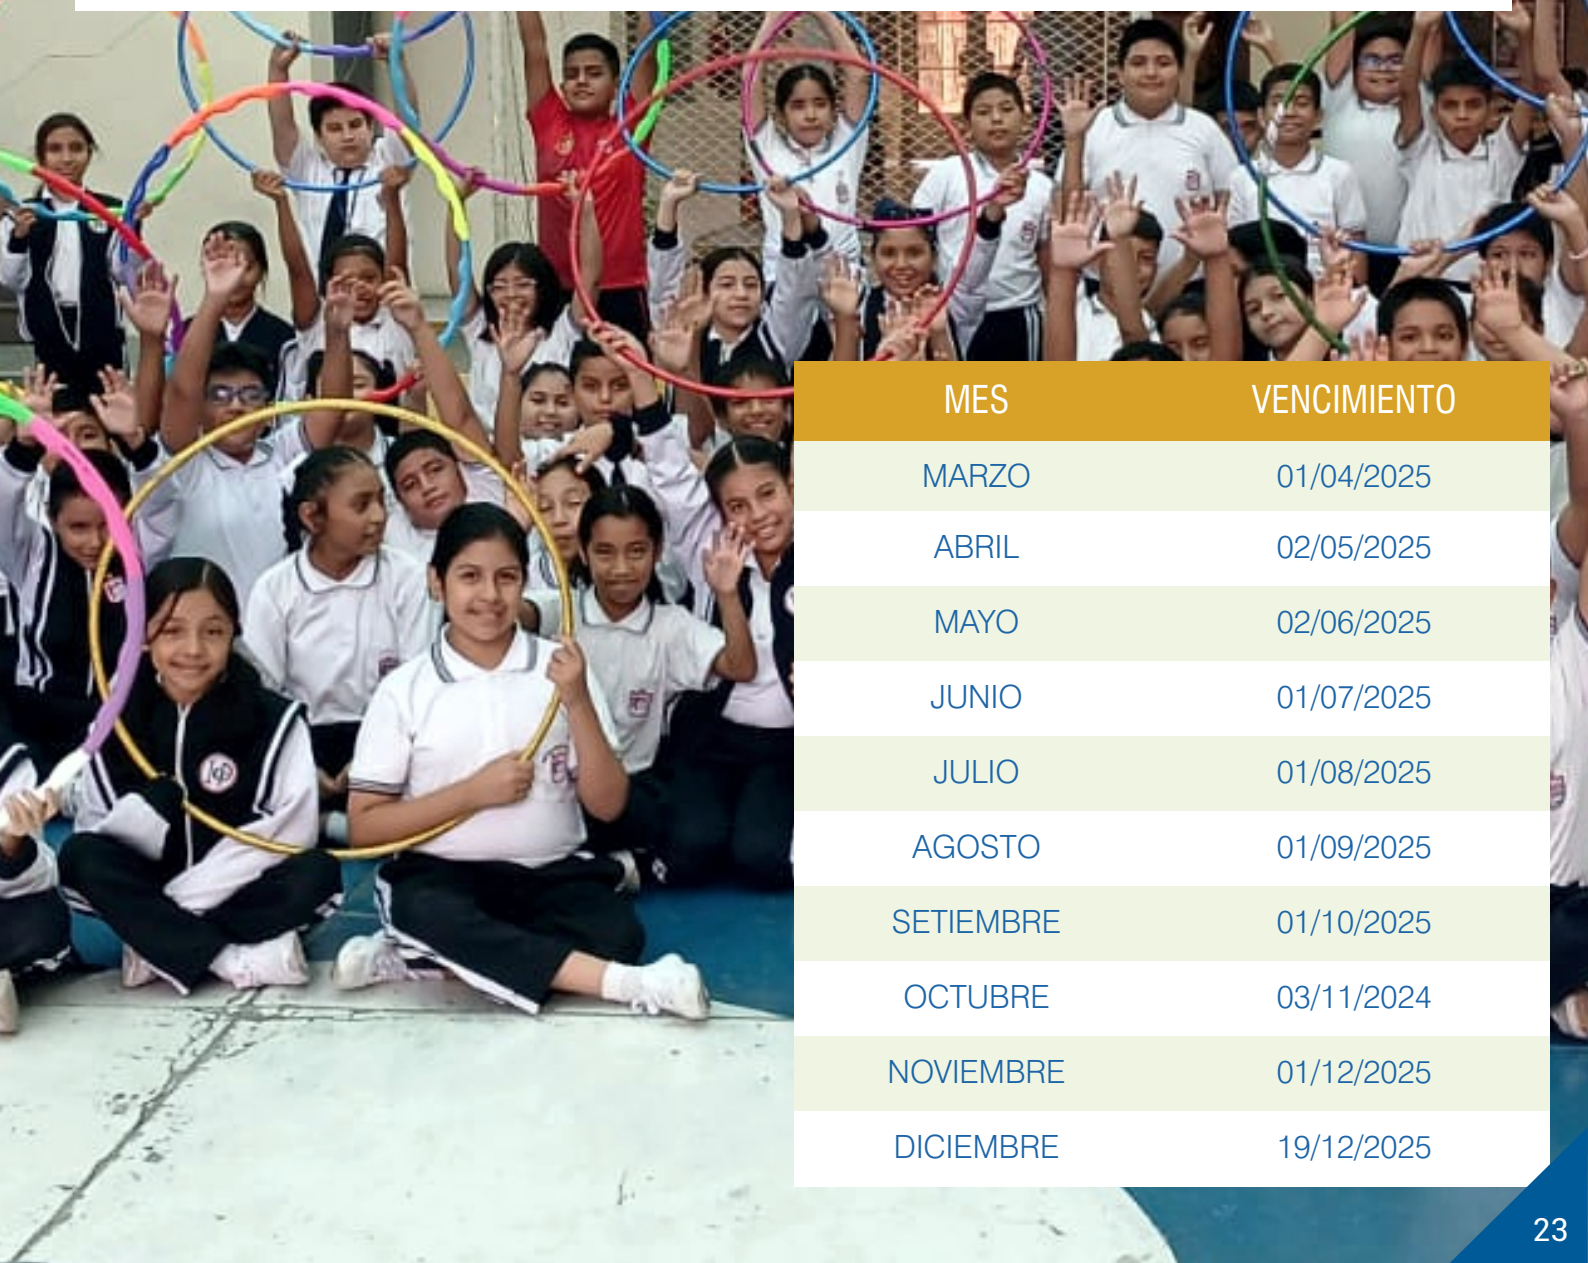 MES VENCIMIENTO
MARZO 01/04/2025
ABRIL 02/05/2025
MAYO 02/06/2025
JUNIO 01/07/2025
JULIO 01/08/2025
AGOSTO 01/09/2025
SETIEMBRE 01/10/2025
OCTUBRE 03/11/2024
NOVIEMBRE 01/12/2025
DICIEMBRE 19/12/2025
23